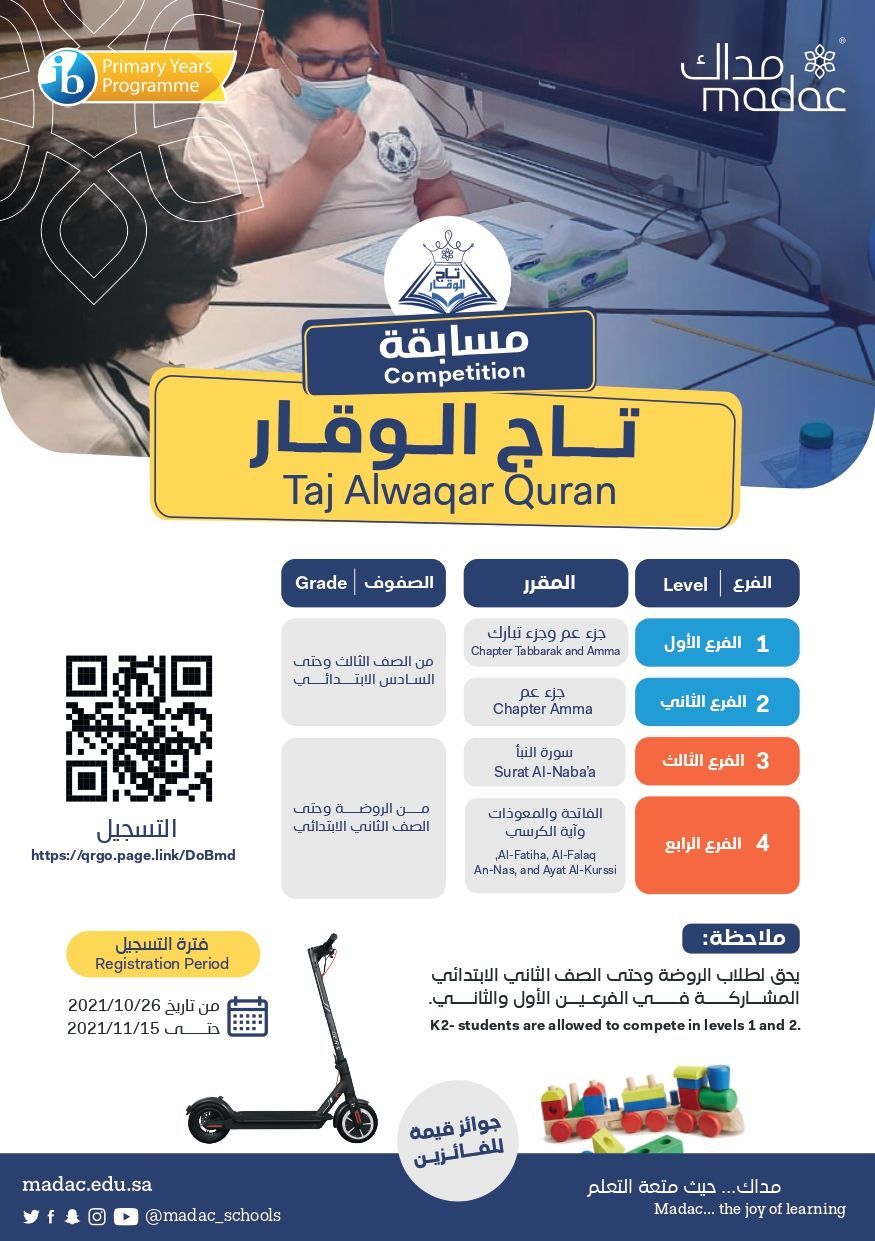 ib Primary Years
Programme
مداك
madac
تاج
الوقار
مسابقة
Competition
تاج الوقار
Taj Alwaqar Quran
الفرع | Level
المقرر
الصفوف | Grade
1 الفرع الأول
جزء عم وجزء تبارك
Chapter Tabbarak and Amma
من الصف الثالث وحتى
السادس الابتدائي
2 الفرع الثاني
جزء عم
Chapter Amma
3 الفرع الثالث
سورة النبأ
Surat Al-Naba'a
من الروضة وحتى
الصف الثاني الابتدائي
4 الفرع الرابع
الفاتحة والمعوذات
وآية الكرسي
,Al-Fatiha, Al-Falaq
An-Nas, and Ayat Al-Kurssi
التسجيل
https://qrgo.page.link/DoBmd
ملاحظة:
يحق لطلاب الروضة وحتى الصف الثاني الابتدائي
المشاركة في الفرعين الأول والثاني.
K2- students are allowed to compete in levels 1 and 2.
فترة التسجيل
Registration Period
من تاريخ 2021/10/26
حتى 2021/11/15
جوائز قيمة
للفائزين
madac.edu.sa
@madac_schools
مداك... حيث متعة التعلم
Madac... the joy of learning